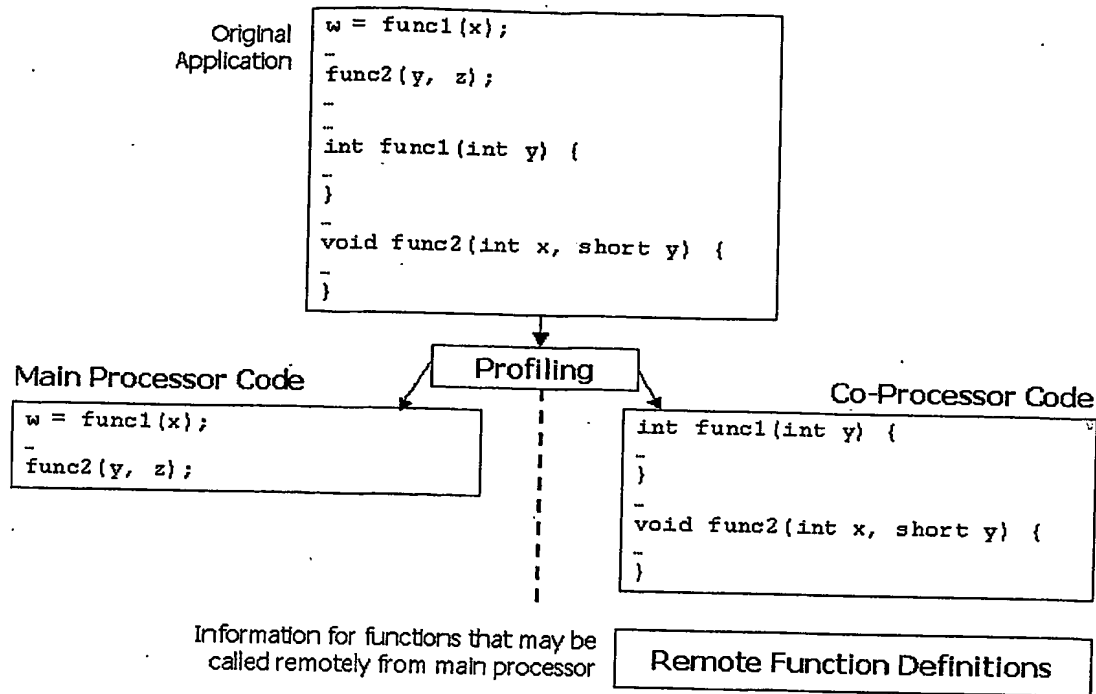 Original
Application
w = func1(x);
…
func2(y, z);
…
…
int func1(int y) {
…
}
…
void func2(int x, short y) {
…
}
Profiling
Main Processor Code
w = func1(x);
…
func2(y, z);
Co-Processor Code
int func1(int y) {
…
}
…
void func2(int x, short y) {
…
}
Information for functions that may be
called remotely from main processor
Remote Function Definitions